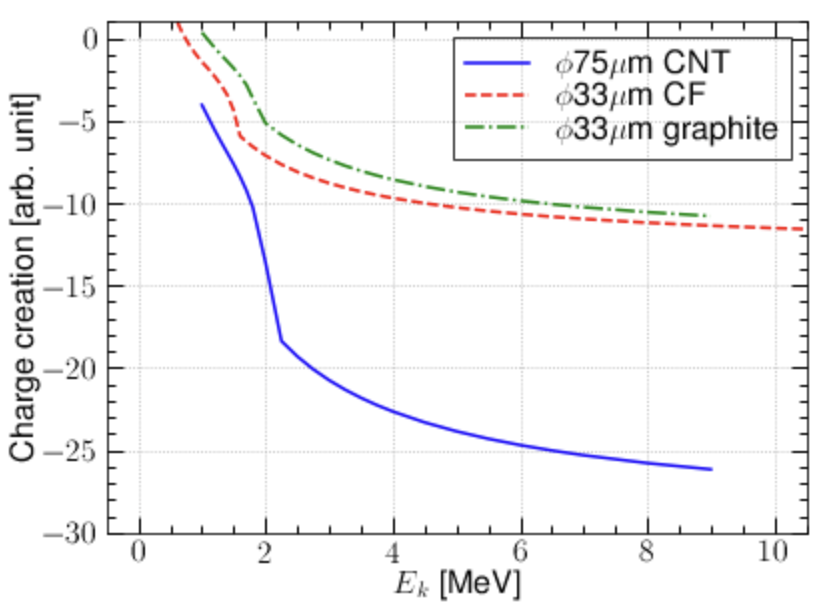 0
−5
−10
−15
−20
−25
−30
Charge creation [arb. unit]
ϕ75μm CNT
ϕ33μm CF
ϕ33μm graphite
0 2 4 6 8 10
E_k [MeV]